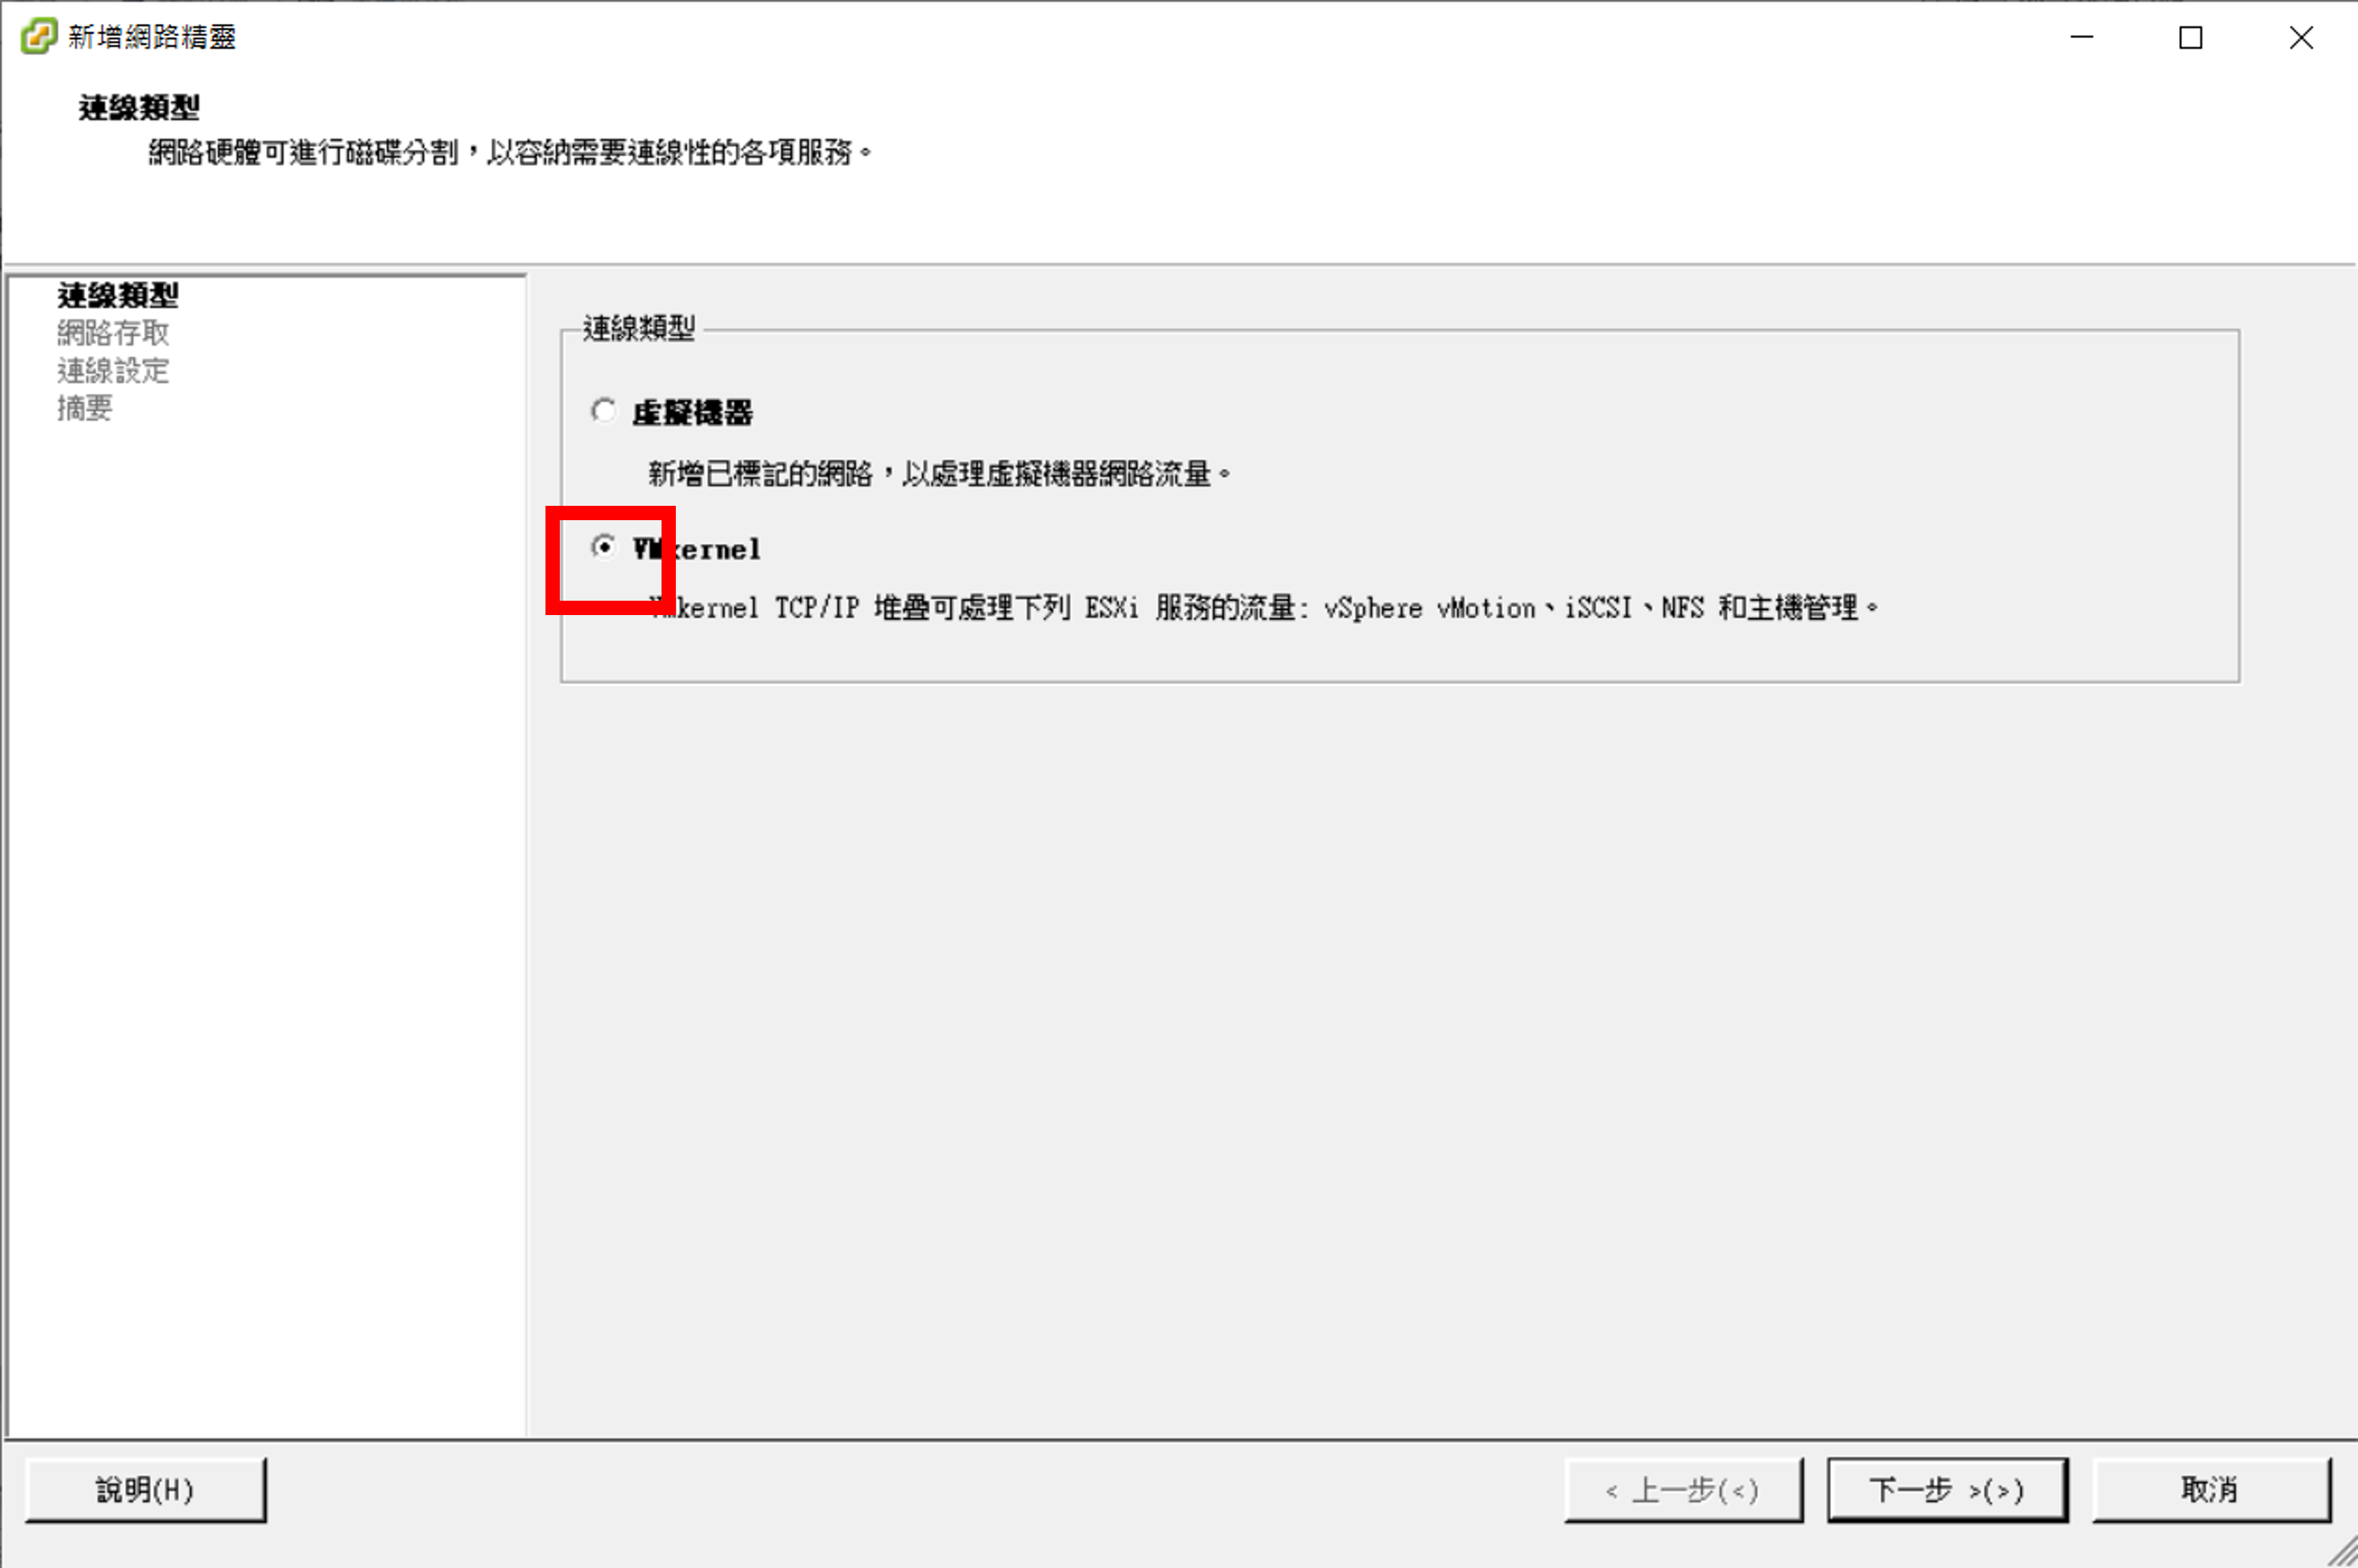 新增網路精靈
連線類型
網路硬體可進行磁碟分割，以容納需要連線性的各項服務。
連線類型
網路存取
連線設定
摘要
連線類型
虛擬機器
新增已標記的網路，以處理虛擬機器網路流量。
VMkernel
VMkernel TCP/IP 堆疊可處理下列 ESXi 服務的流量: vSphere vMotion、iSCSI、NFS 和主機管理。
說明(H)
< 上一步(<)
下一步 >(>)
取消